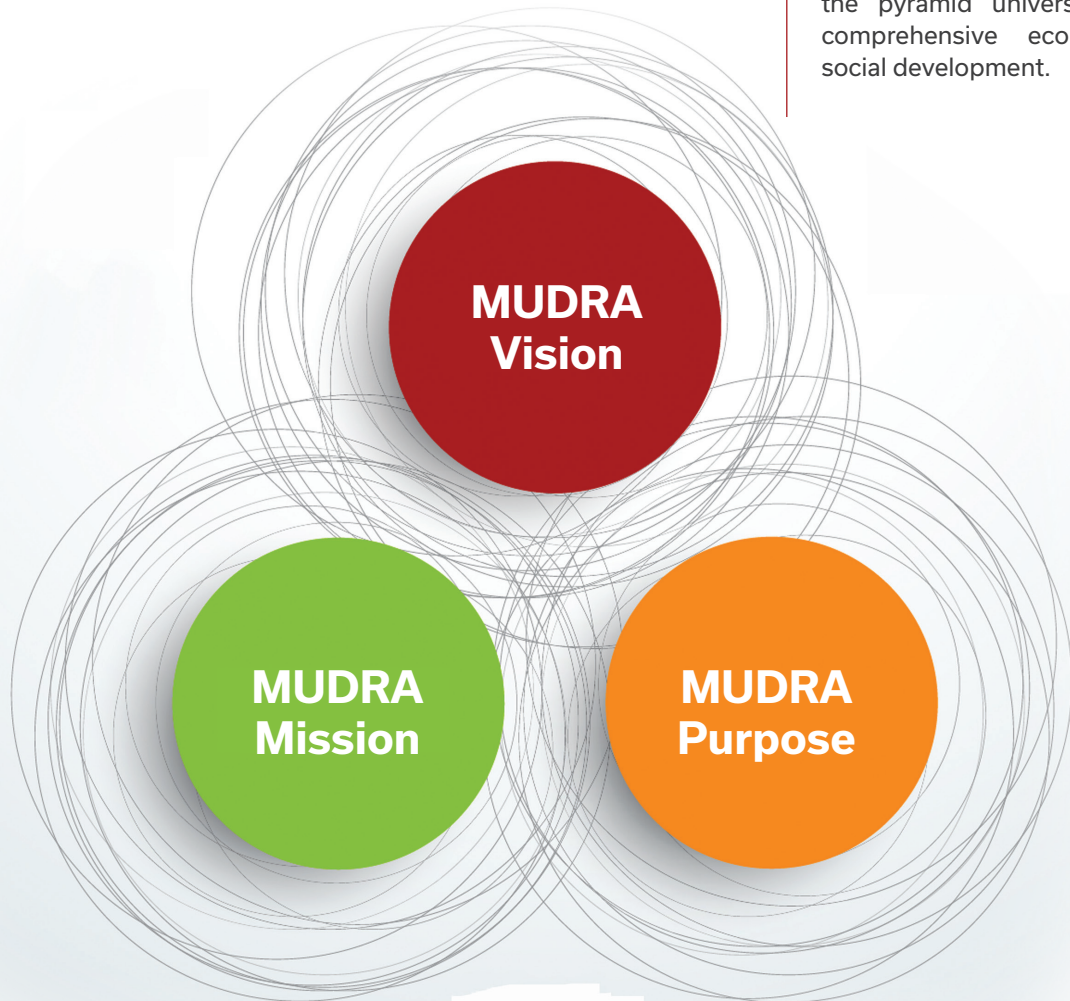 the pyramid
comprehensive
social development.
MUDRA
Vision
MUDRA
Mission
MUDRA
Purpose